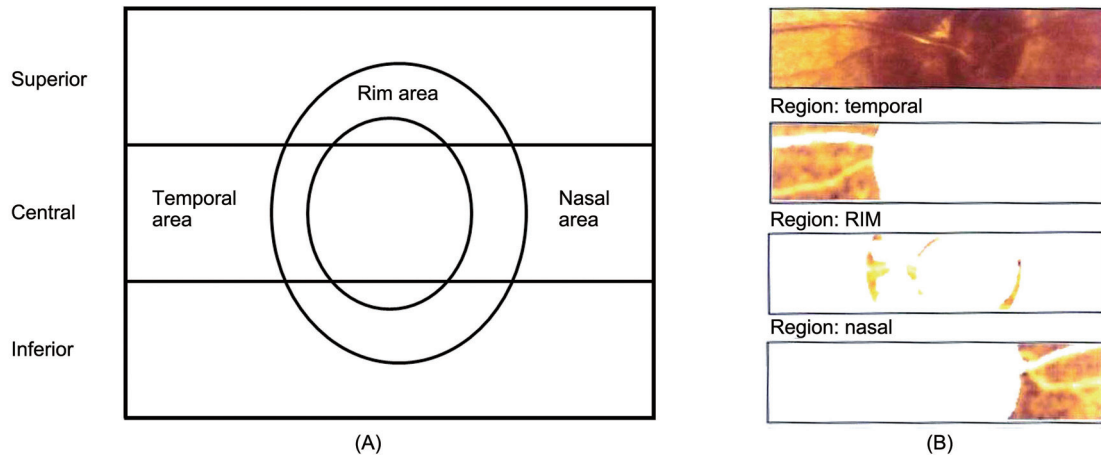 Superior
Rim area
Central
Temporal
area
Nasal
area
Inferior
(A)
Region: temporal
Region: RIM
Region: nasal
(B)